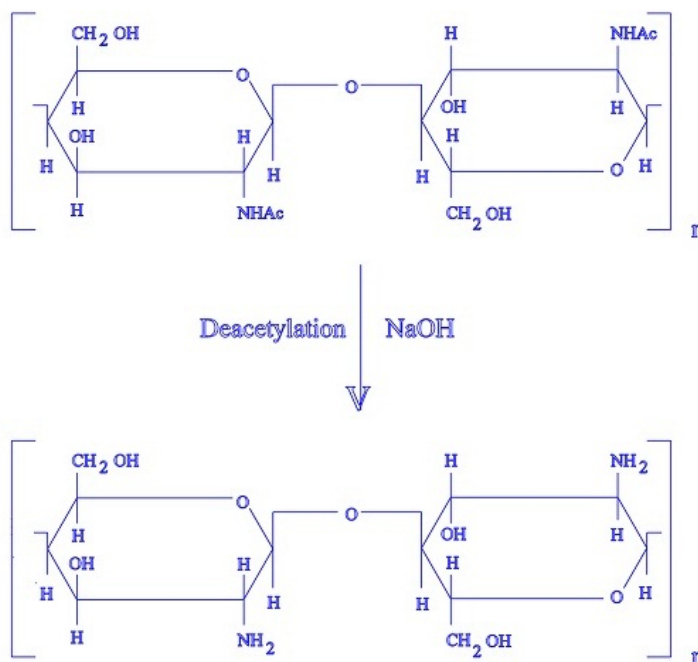 CH2 OH H NHAc
O O
H OH H
OH H H
H H H O H
H NHAc CH2 OH
n
Deacetylation NaOH
CH2 OH H NH2
O O
H OH H
OH H H
H H H O H
H NH2 CH2 OH
n